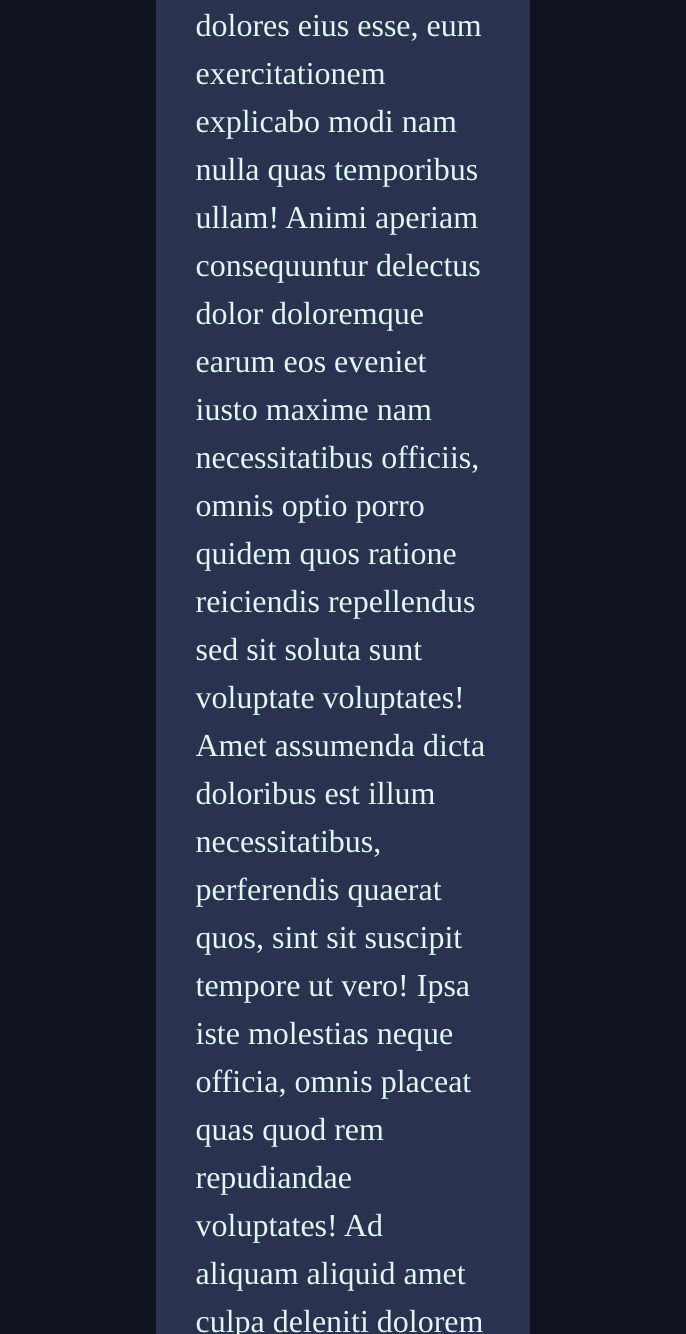 dolores eius esse, eum
exercitationem
explicabo modi nam
nulla quas temporibus
ullam! Animi aperiam
consequuntur delectus
dolor doloremque
earum eos eveniet
iusto maxime nam
necessitatibus officiis,
omnis optio porro
quidem quos ratione
reiciendis repellendus
sed sit soluta sunt
voluptate voluptates!
Amet assumenda dicta
doloribus est illum
necessitatibus,
perferendis quaerat
quos, sint sit suscipit
tempore ut vero! Ipsa
iste molestias neque
officia, omnis placeat
quas quod rem
repudiandae
voluptates! Ad
aliquam aliquid amet
culpa deleniti dolorem